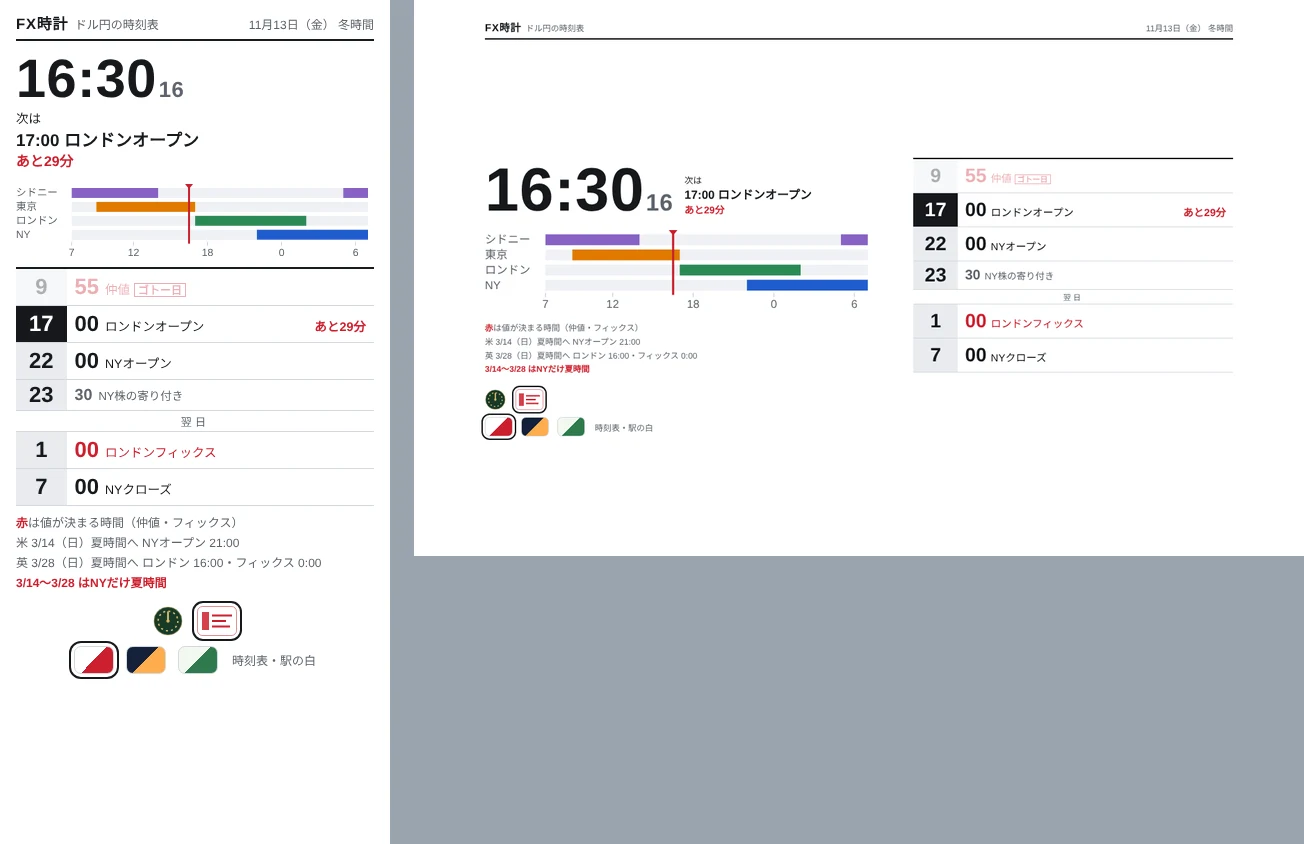 FX時計 ドル円の時刻表 11月13日（金） 冬時間
16:30 16
次は
17:00 ロンドンオープン
あと29分
シドニー
東京
ロンドン
NY
7 12 18 0 6
9 55 仲値 ゴトー日
17 00 ロンドンオープン あと29分
22 00 NYオープン
23 30 NY株の寄り付き
翌日
1 00 ロンドンフィックス
7 00 NYクローズ
赤は値が決まる時間（仲値・フィックス）
米 3/14（日）夏時間へ NYオープン 21:00
英 3/28（日）夏時間へ ロンドン 16:00・フィックス 0:00
3/14〜3/28 はNYだけ夏時間
時刻表・駅の白
FX時計 ドル円の時刻表 11月13日（金） 冬時間
16:30 16
次は
17:00 ロンドンオープン
あと29分
シドニー
東京
ロンドン
NY
7 12 18 0 6
赤は値が決まる時間（仲値・フィックス）
米 3/14（日）夏時間へ NYオープン 21:00
英 3/28（日）夏時間へ ロンドン 16:00・フィックス 0:00
3/14〜3/28 はNYだけ夏時間
時刻表・駅の白
9 55 仲値 ゴトー日
17 00 ロンドンオープン あと29分
22 00 NYオープン
23 30 NY株の寄り付き
翌日
1 00 ロンドンフィックス
7 00 NYクローズ